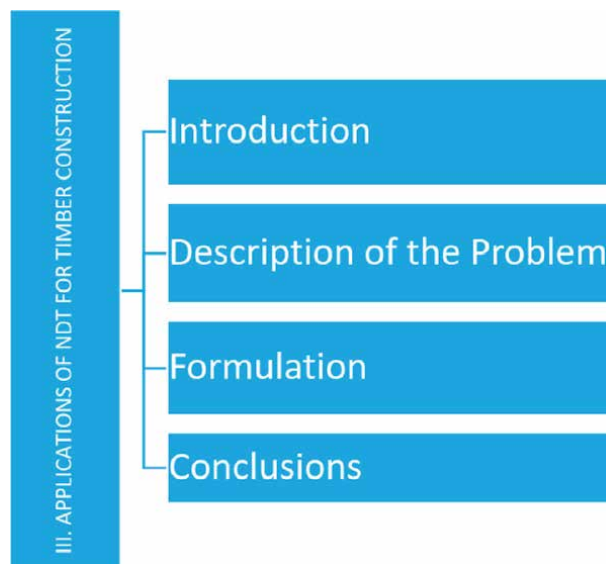 III. APPLICATIONS OF NDT FOR TIMBER CONSTRUCTION
Introduction
Description of the Problem
Formulation
Conclusions